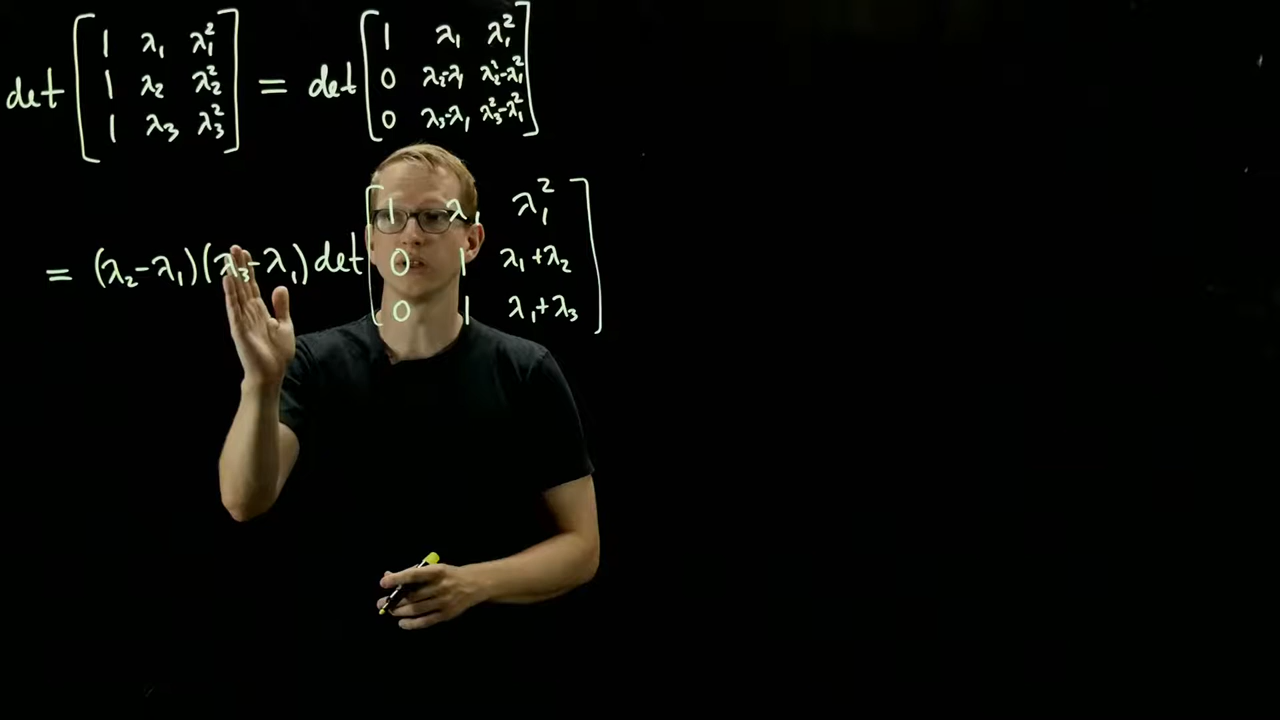 det [ 1 λ₁ λ₁² ; 1 λ₂ λ₂² ; 1 λ₃ λ₃² ] = det [ 1 λ₁ λ₁² ; 0 λ₂-λ₁ λ₂²-λ₁² ; 0 λ₃-λ₁ λ₃²-λ₁² ]
= (λ₂-λ₁)(λ₃-λ₁) det [ 1 λ₁ λ₁² ; 0 1 λ₁+λ₂ ; 0 1 λ₁+λ₃ ]